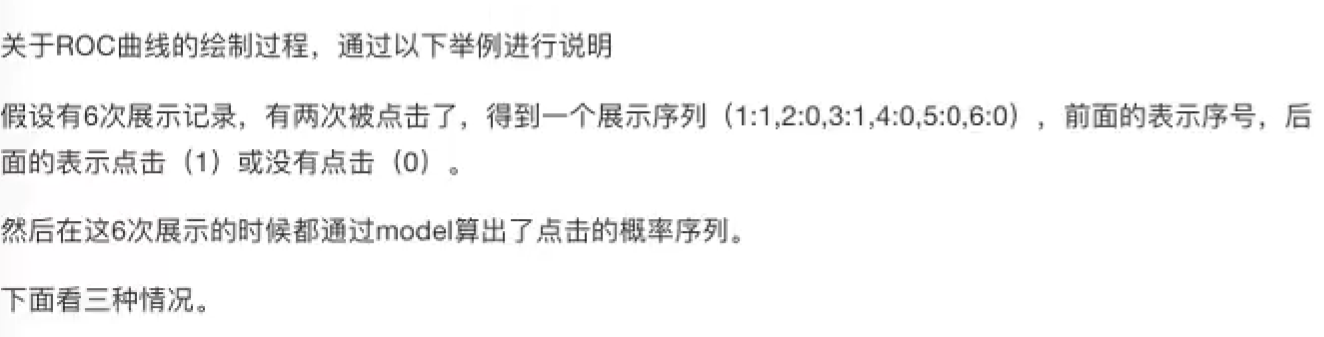 关于ROC曲线的绘制过程，通过以下举例进行说明
假设有6次展示记录，有两次被点击了，得到一个展示序列（1:1,2:0,3:1,4:0,5:0,6:0），前面的表示序号，后
面的表示点击（1）或没有点击（0）。
然后在这6次展示的时候都通过model算出了点击的概率序列。
下面看三种情况。